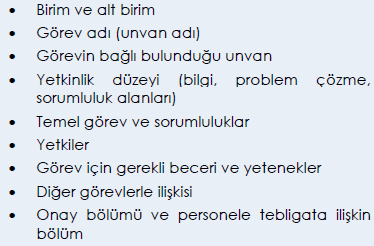 • Birim ve alt birim
• Görev adı (unvan adı)
• Görevin bağlı bulunduğu unvan
• Yetkinlik düzeyi (bilgi, problem çözme,
sorumluluk alanları)
• Temel görev ve sorumluluklar
• Yetkiler
• Görev için gerekli beceri ve yetenekler
• Diğer görevlerle ilişkisi
• Onay bölümü ve personele tebligata ilişkin
bölüm